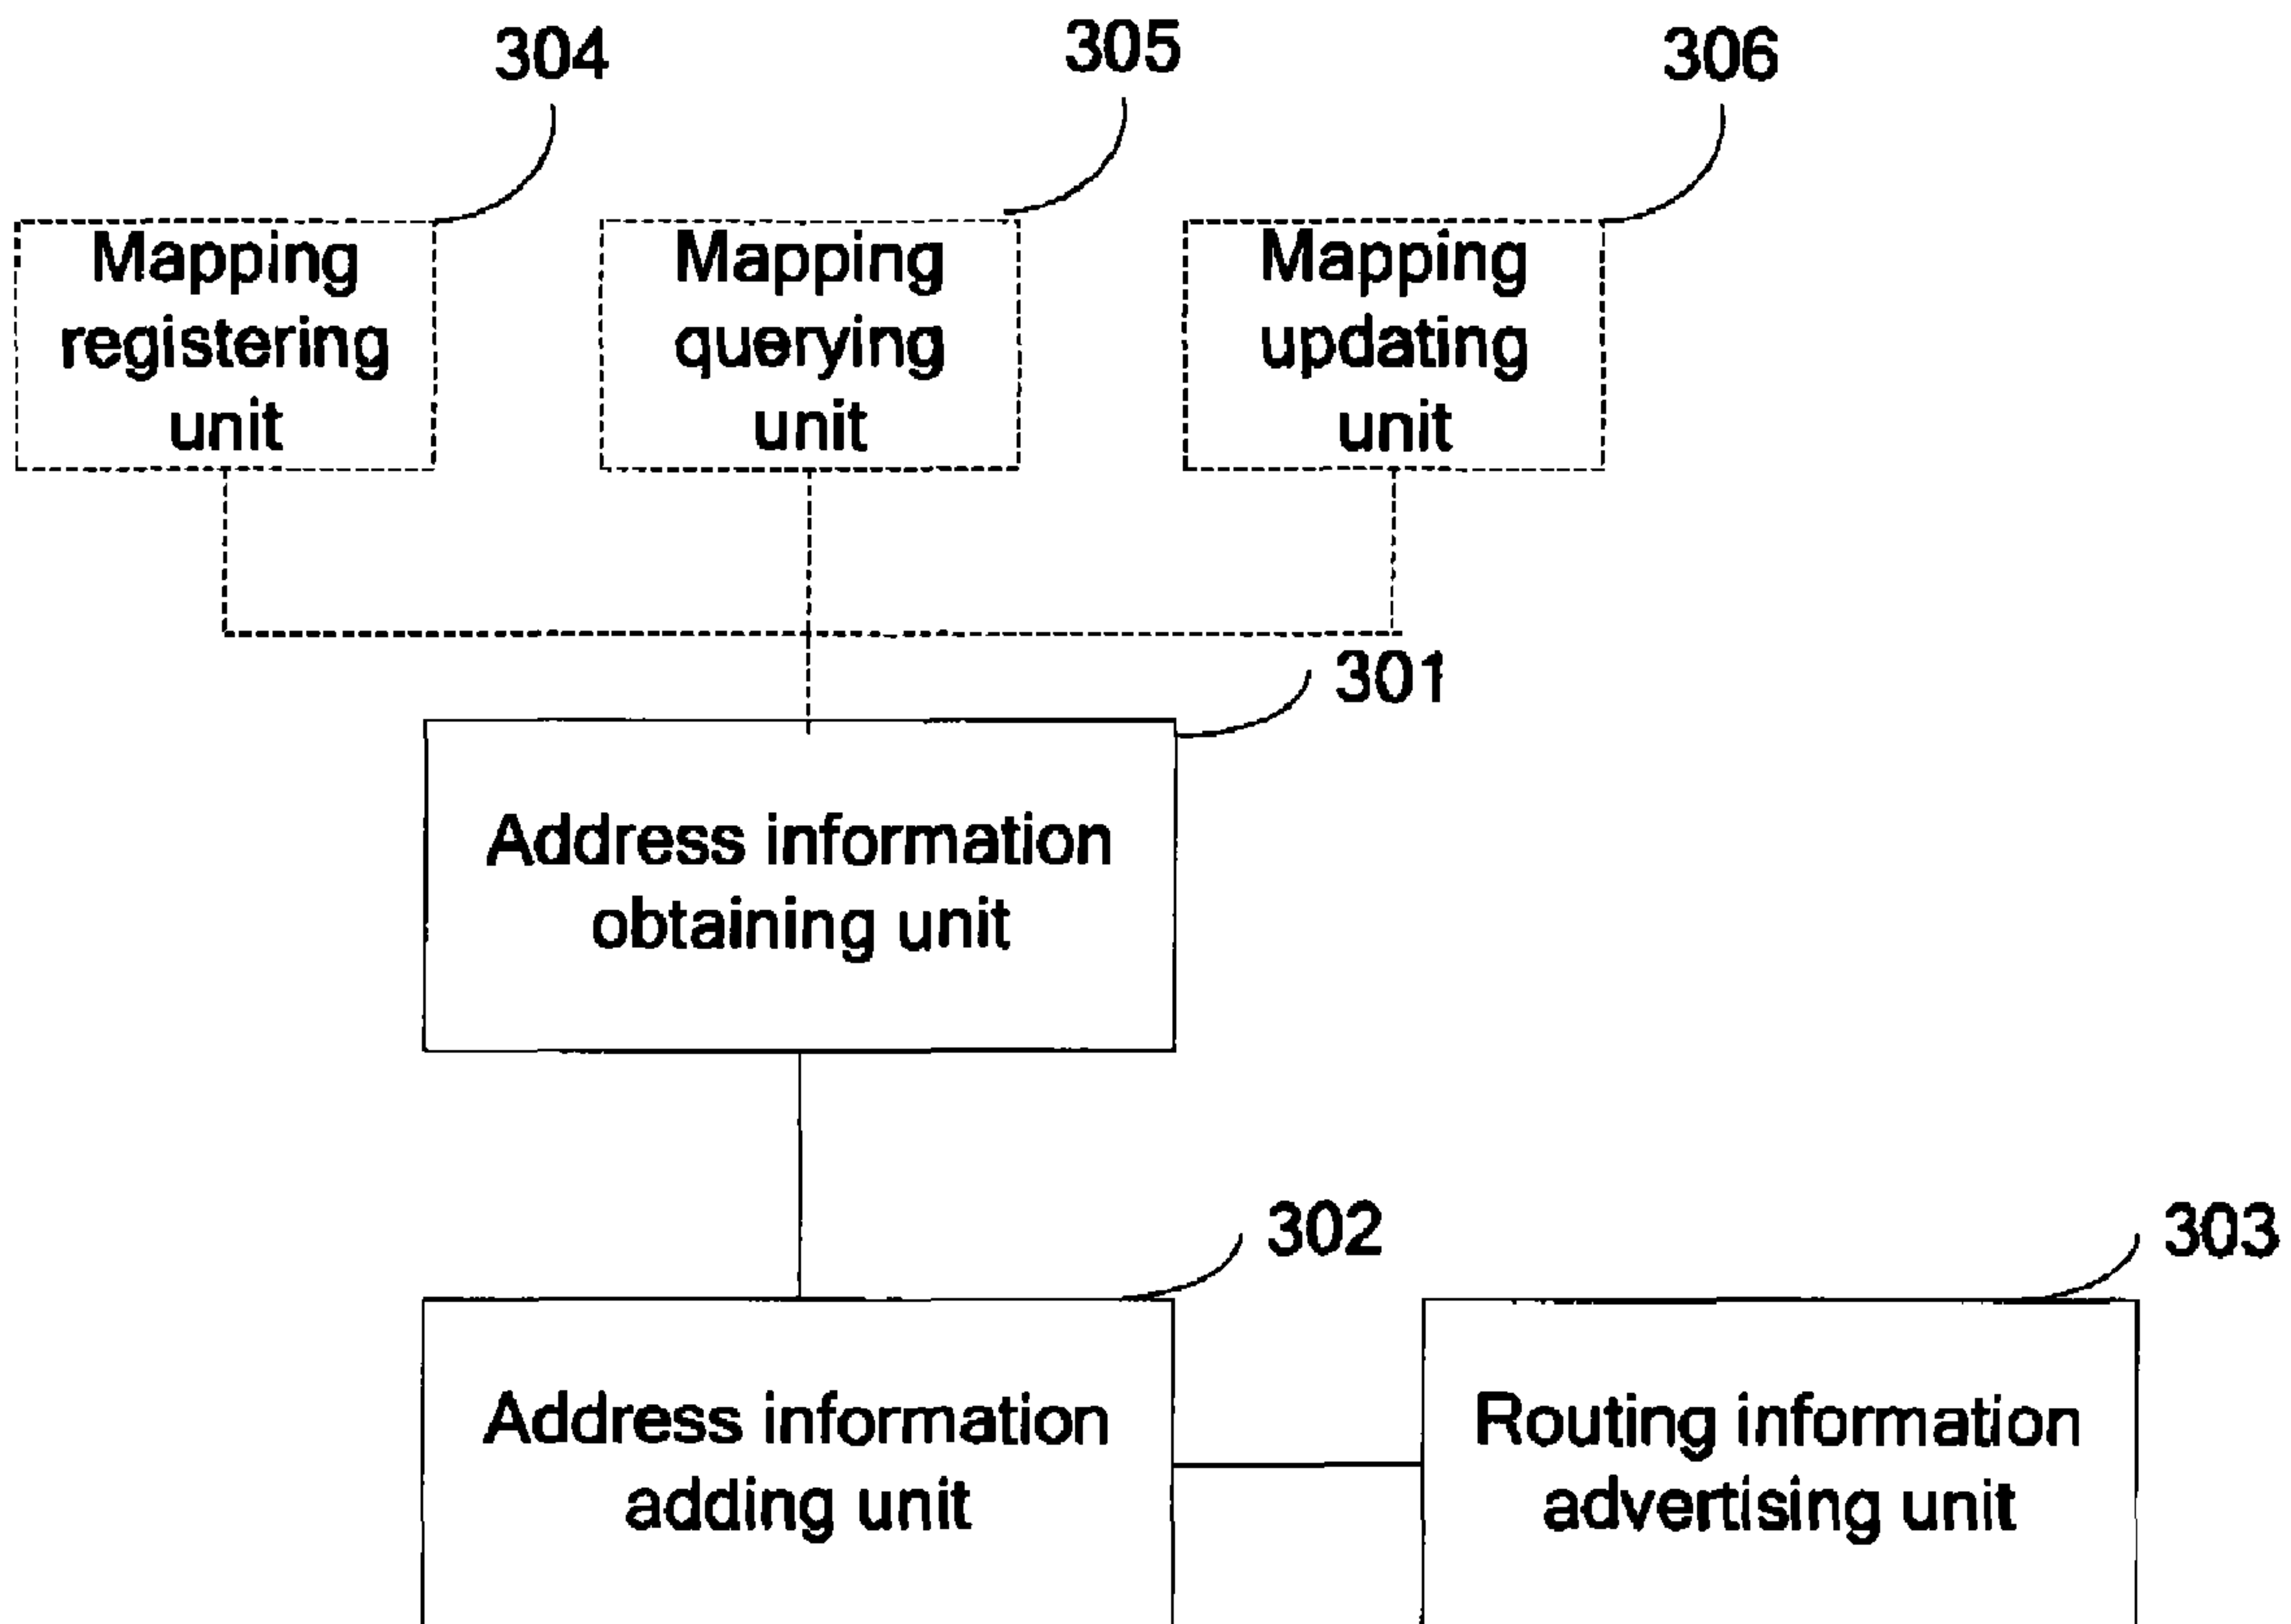 304
305
306
Mapping
registering
unit
Mapping
querying
unit
Mapping
updating
unit
301
Address information
obtaining unit
302
303
Address information
adding unit
Routing information
advertising unit